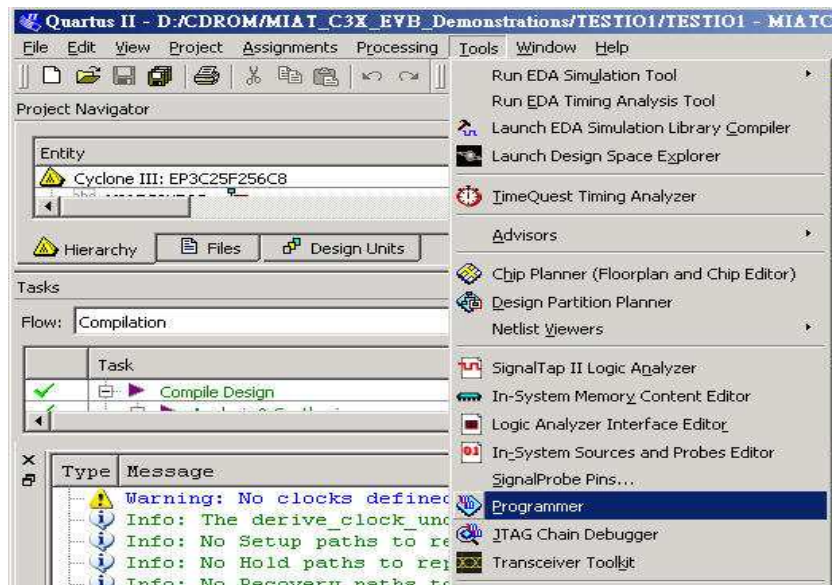 Quartus II - D:/CDROM/MIAT_C3X_EVB_Demonstrations/TESTIO1/TESTIO1 - MIATC
File Edit View Project Assignments Processing Tools Window Help
Project Navigator
Entity
Cyclone III: EP3C25F256C8
Hierarchy Files Design Units
Tasks
Flow: Compilation
Task
Compile Design
Type Message
Warning: No clocks defined
Info: The derive_clock_unc
Info: No Setup paths to re
Info: No Hold paths to rep
Info: No Recovery paths to
Run EDA Simulation Tool
Run EDA Timing Analysis Tool
Launch EDA Simulation Library Compiler
Launch Design Space Explorer
TimeQuest Timing Analyzer
Advisors
Chip Planner (Floorplan and Chip Editor)
Design Partition Planner
Netlist Viewers
SignalTap II Logic Analyzer
In-System Memory Content Editor
Logic Analyzer Interface Editor
In-System Sources and Probes Editor
SignalProbe Pins...
Programmer
JTAG Chain Debugger
Transceiver Toolkit